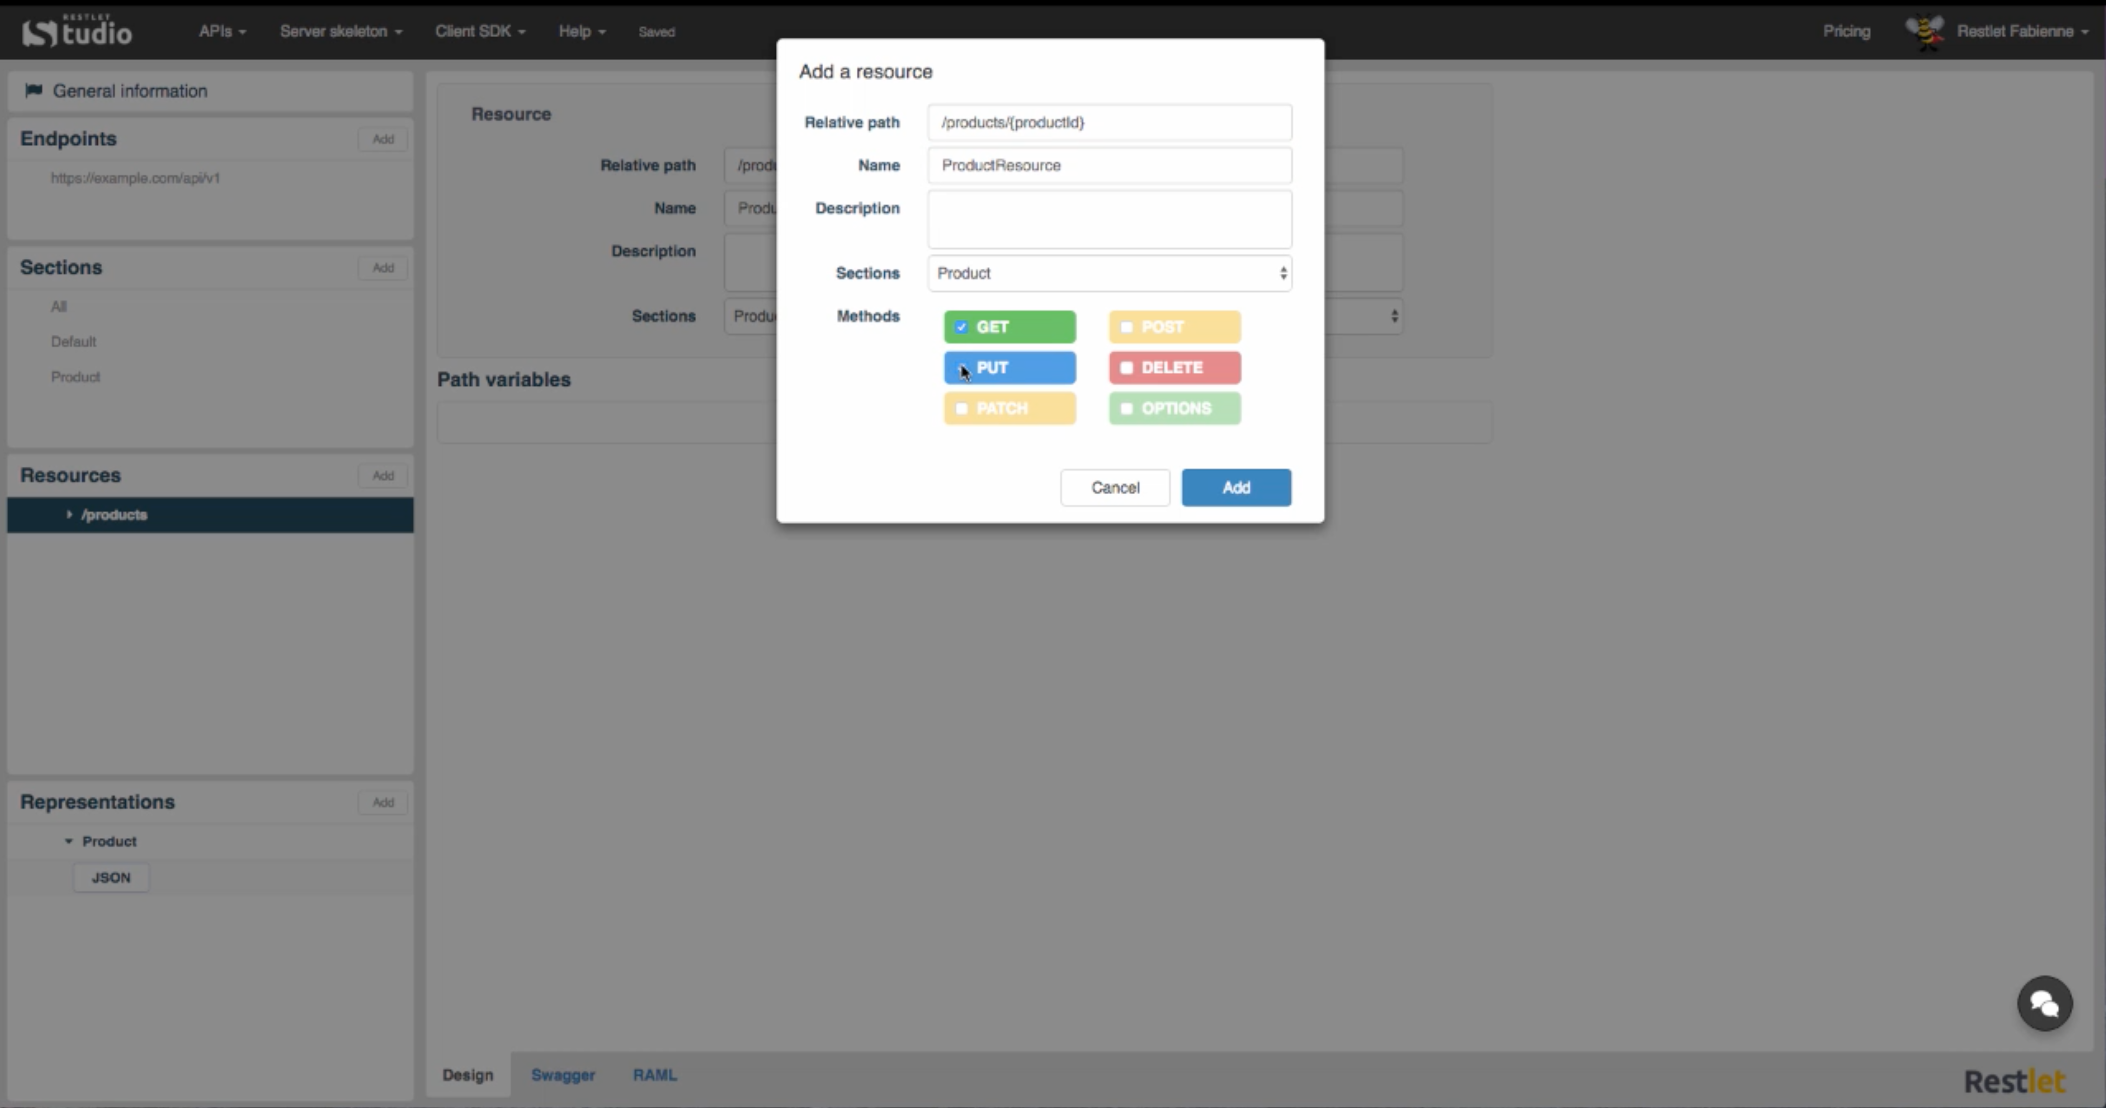 RESTLET
Studio
APIs
Server skeleton
Client SDK
Help
Saved
Pricing
Restlet Fabienne
General information
Endpoints
Add
https://example.com/api/v1
Sections
Add
All
Default
Product
Resources
Add
/products
Representations
Add
Product
JSON
Resource
Relative path
/produ
Name
Produ
Description
Sections
Produ
Path variables
Add a resource
Relative path
/products/{productId}
Name
ProductResource
Description
Sections
Product
Methods
GET
POST
PUT
DELETE
PATCH
OPTIONS
Cancel
Add
Design
Swagger
RAML
Restlet